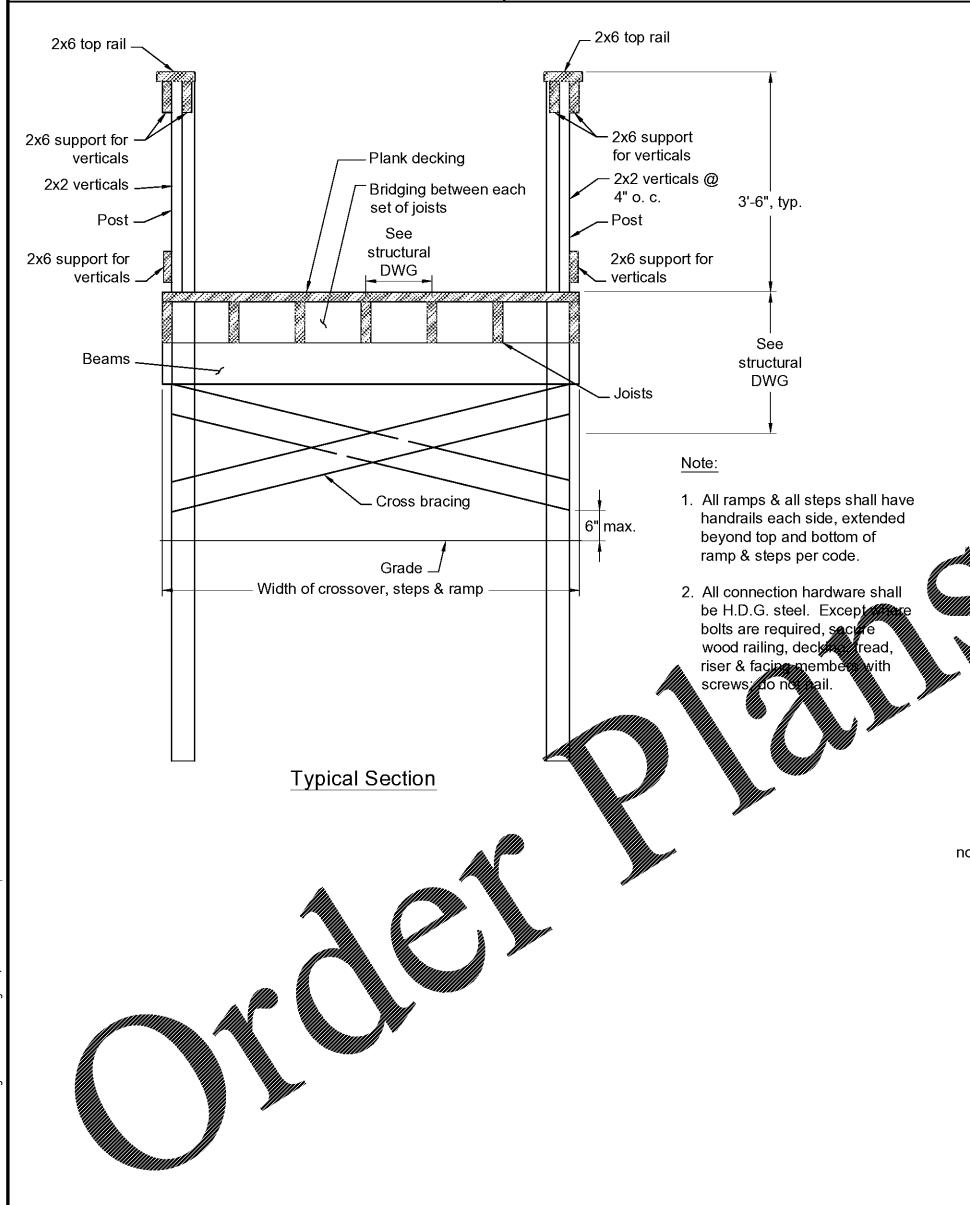 2x6 top rail
2x6 top rail
2x6 support for
verticals
2x2 verticals
Post
2x6 support for
verticals
Plank decking
Bridging between each
set of joists
See
structural
DWG
2x6 support
for verticals
2x2 verticals @
4" o. c.
Post
3'-6", typ.
2x6 support for
verticals
Beams
See
structural
DWG
Joists
Cross bracing
6" max.
Grade
Width of crossover, steps & ramp
Note:
1. All ramps & all steps shall have
handrails each side, extended
beyond top and bottom of
ramp & steps per code.
2. All connection hardware shall
be H.D.G. steel. Except where
bolts are required, secure
wood railing, decking, tread,
riser & facing members with
screws; do not nail.
Typical Section
Order Plans